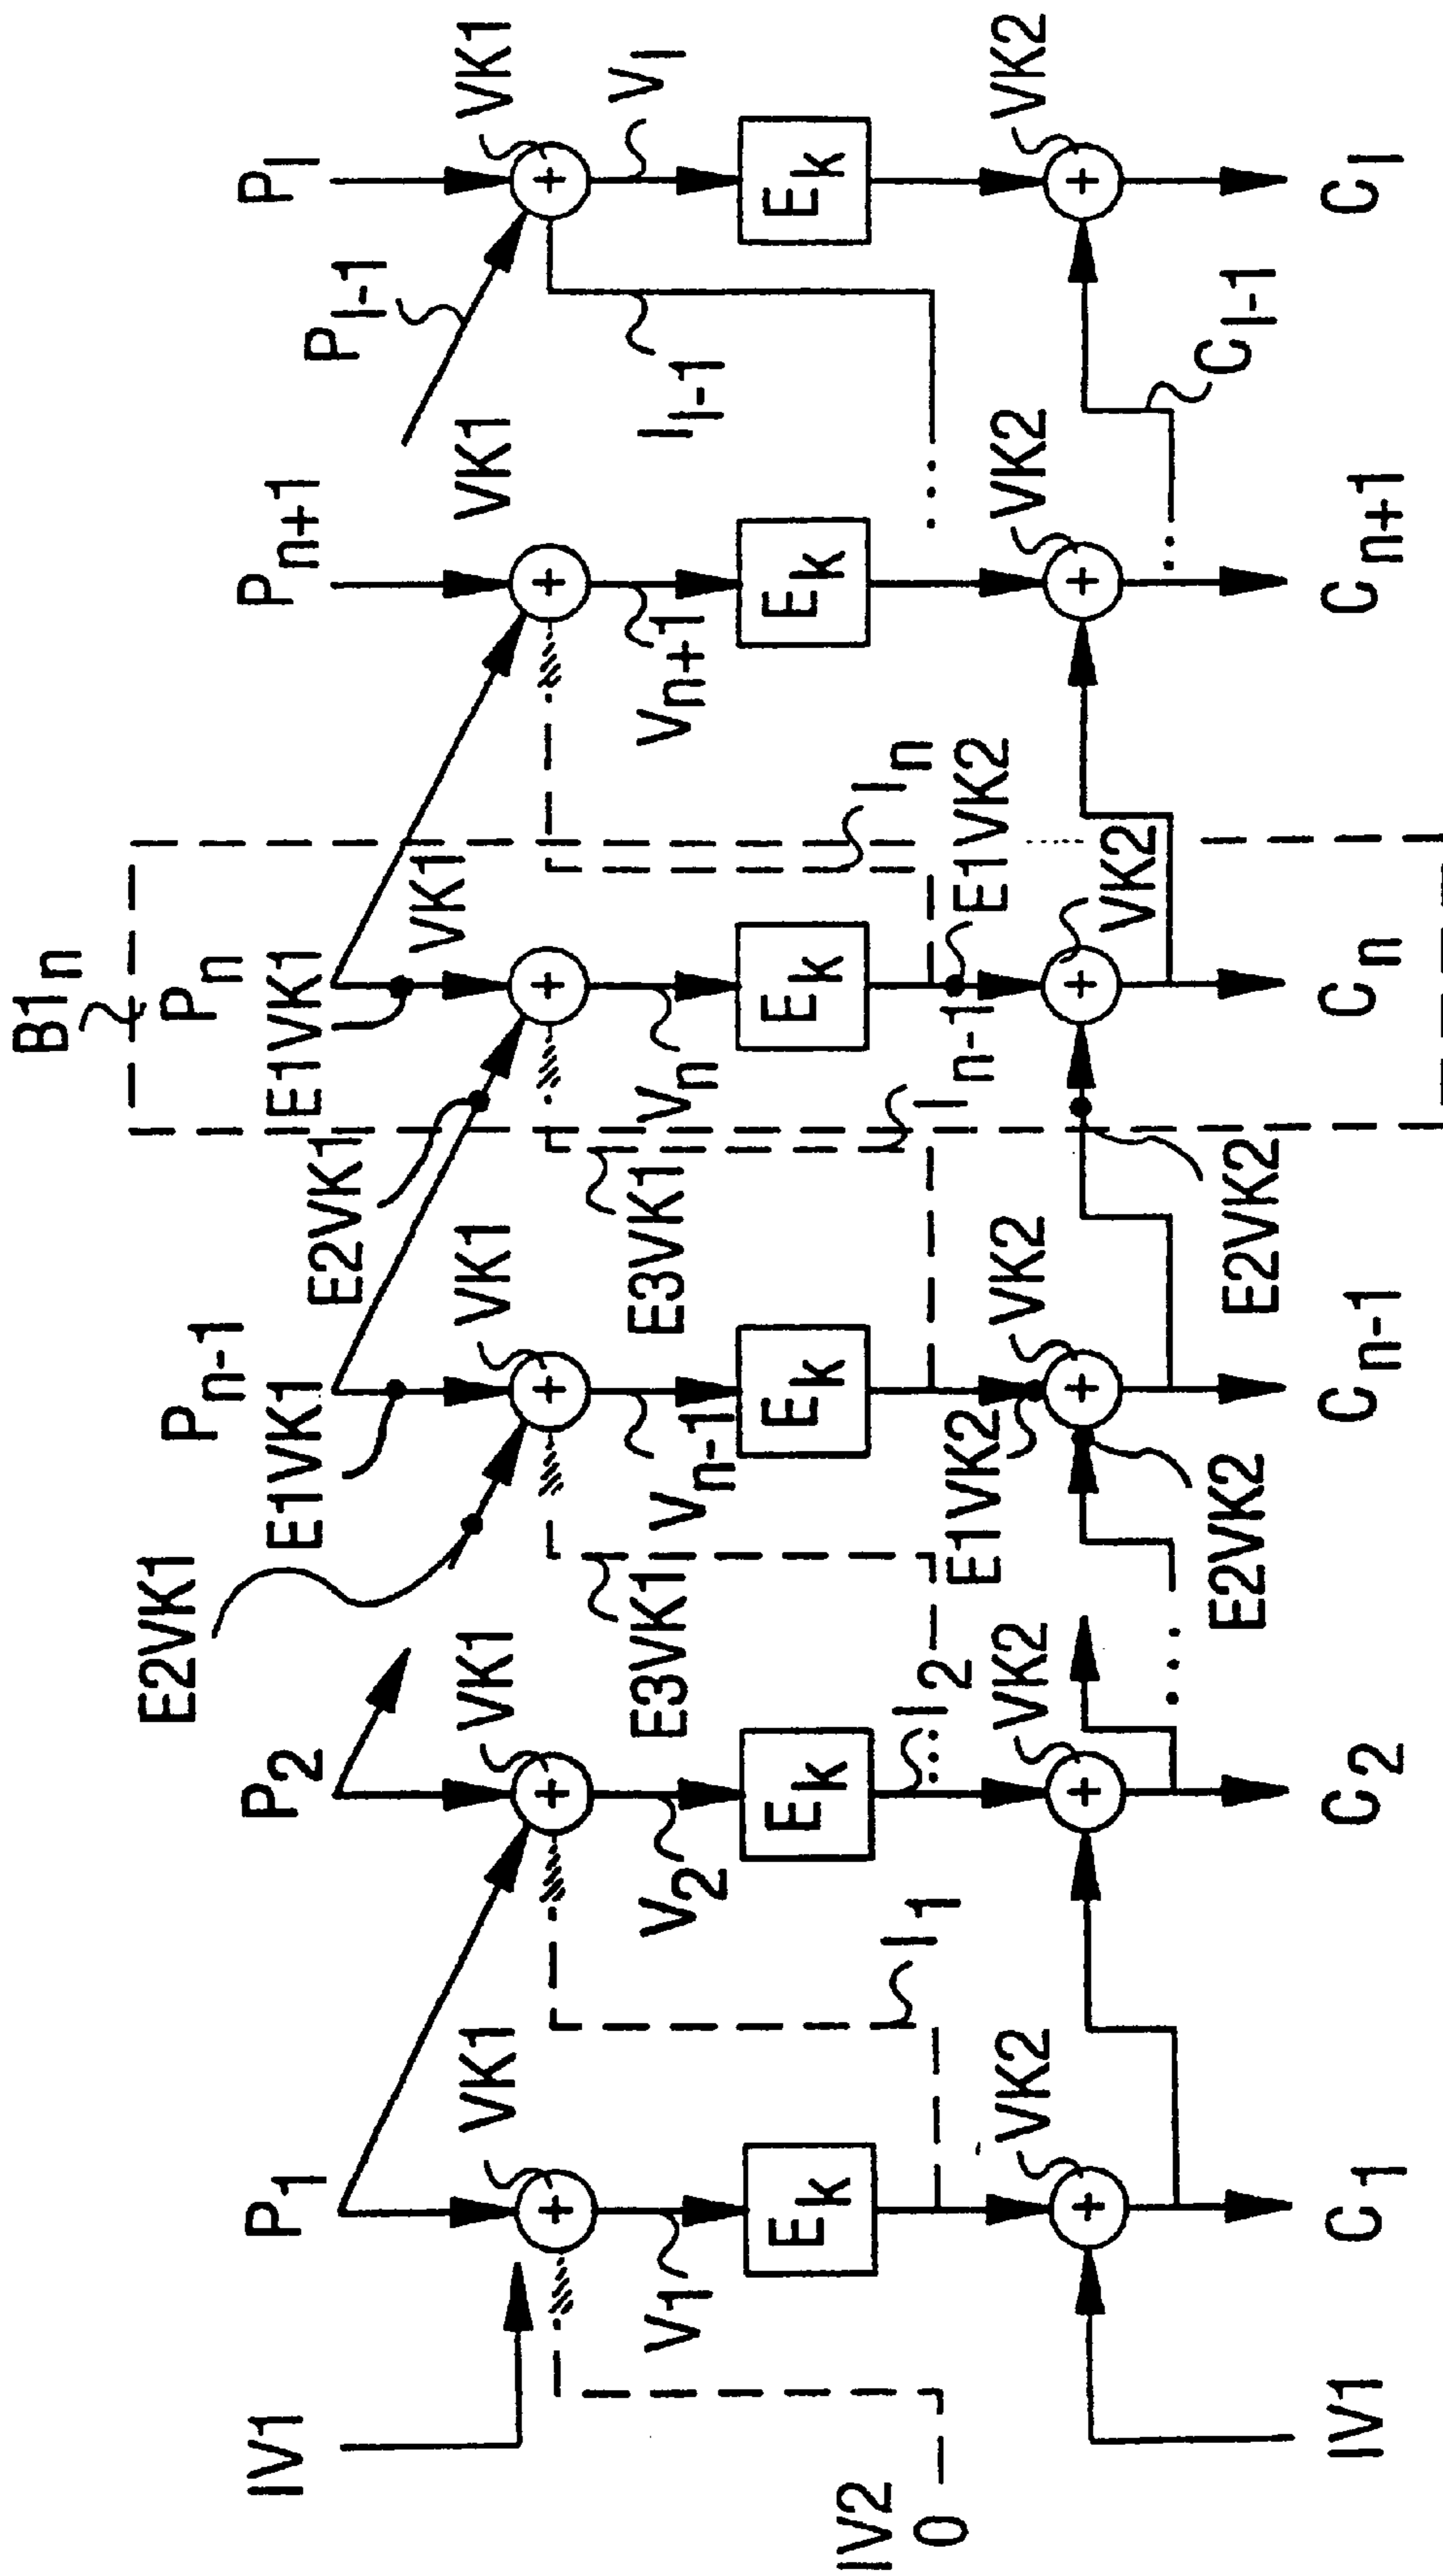 B1n
P1
P2
Pn-1
Pn
Pn+1
Pl
IV1
E2VK1
E1VK1
E2VK1
E1VK1
Pl-1
VK1
VK1
VK1
VK1
VK1
VK1
V1
V2
Vn-1
Vn
Vn+1
Vl
E3VK1
E3VK1
Il-1
Ek
Ek
Ek
Ek
Ek
Ek
IV2
0
I1
I2
In-1
In
E1VK2
E1VK2
VK2
VK2
VK2
VK2
VK2
VK2
E2VK2
E2VK2
Cl-1
IV1
C1
C2
Cn-1
Cn
Cn+1
Cl